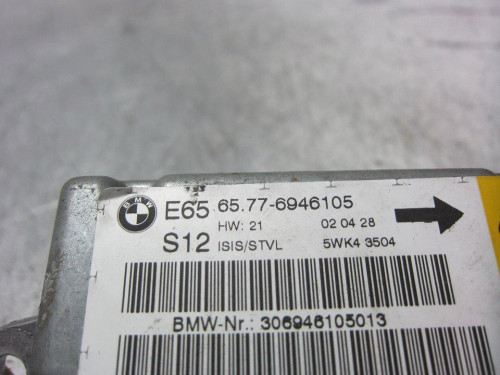 BMW
E65 65.77-6946105
HW: 21 02 04 28
S12 ISIS/STVL 5WK4 3504
BMW-Nr.: 306946105013